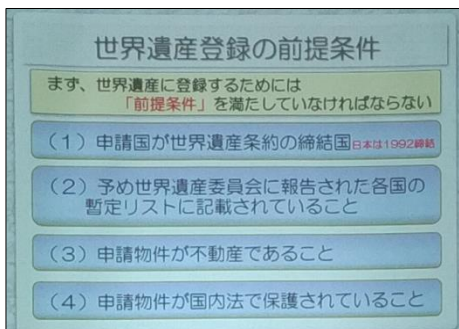 世界遺産登録の前提条件
まず、世界遺産に登録するためには
「前提条件」を満たしていなければならない
(1)申請国が世界遺産条約の締結国 日本は1992締結
(2)予め世界遺産委員会に報告された各国の
暫定リストに記載されていること
(3)申請物件が不動産であること
(4)申請物件が国内法で保護されていること